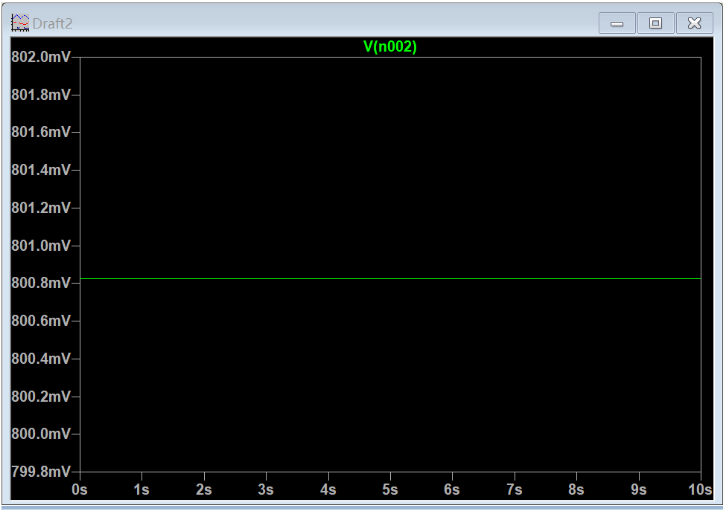 Draft2
V(n002)
802.0mV
801.8mV
801.6mV
801.4mV
801.2mV
801.0mV
800.8mV
800.6mV
800.4mV
800.2mV
800.0mV
799.8mV
0s 1s 2s 3s 4s 5s 6s 7s 8s 9s 10s